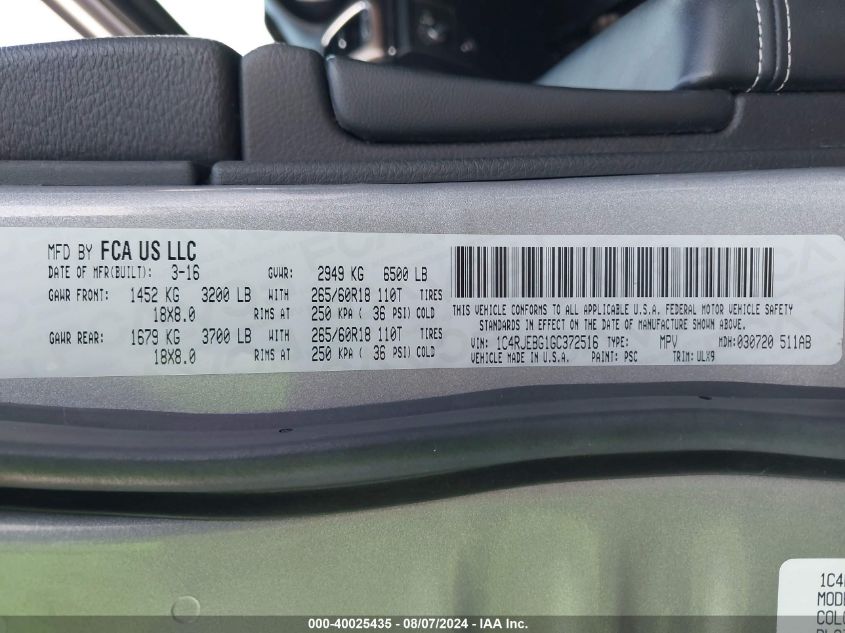 MFD BY FCA US LLC
DATE OF MFR(BUILT): 3-16 GVWR: 2949 KG 6500 LB
GAWR FRONT: 1452 KG 3200 LB WITH 265/60R18 110T TIRES
18X8.0 RIMS AT 250 KPA ( 36 PSI) COLD
GAWR REAR: 1679 KG 3700 LB WITH 265/60R18 110T TIRES
18X8.0 RIMS AT 250 KPA ( 36 PSI) COLD
THIS VEHICLE CONFORMS TO ALL APPLICABLE U.S.A. FEDERAL MOTOR VEHICLE SAFETY
STANDARDS IN EFFECT ON THE DATE OF MANUFACTURE SHOWN ABOVE.
VIN: 1C4RJEBG1GC372516 TYPE: MPV MDH: 030720 511AB
VEHICLE MADE IN U.S.A. PAINT: PSC TRIM: ULX9
1C4
MODE
COLO
000-40025435 - 08/07/2024 - IAA, Inc.